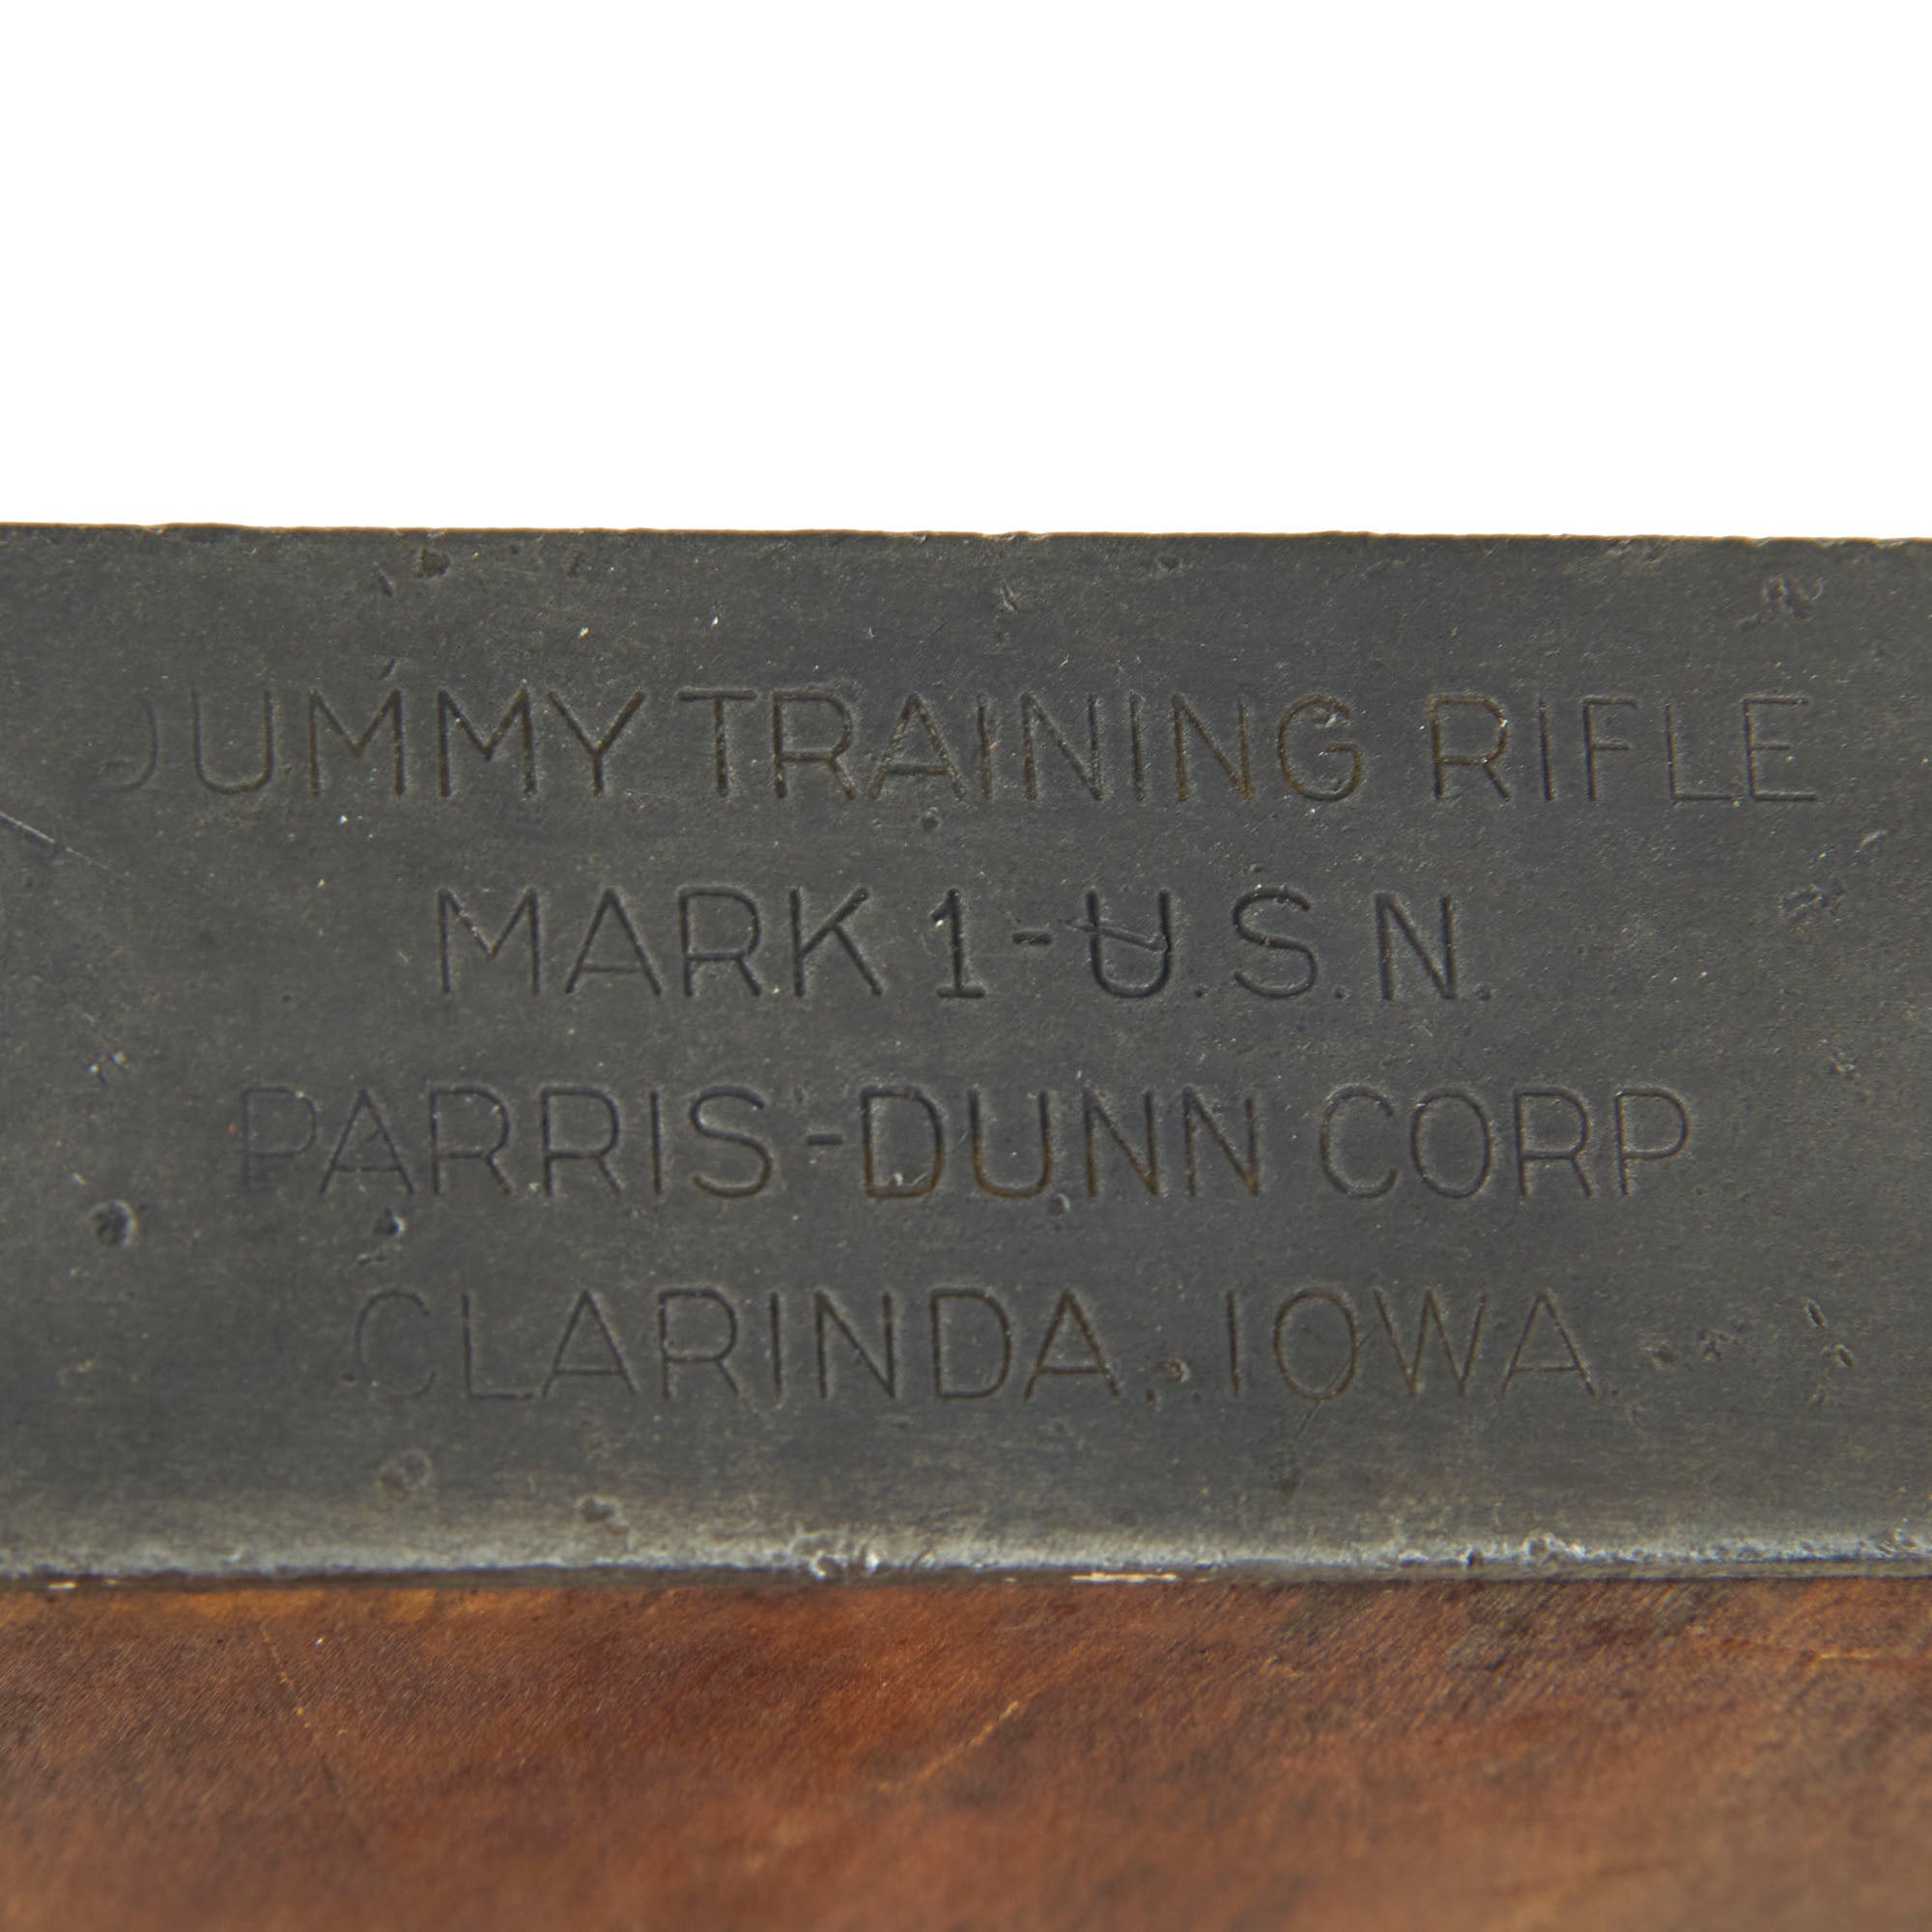 DUMMY TRAINING RIFLE
MARK 1-U.S.N.
PARRIS-DUNN CORP
CLARINDA, IOWA